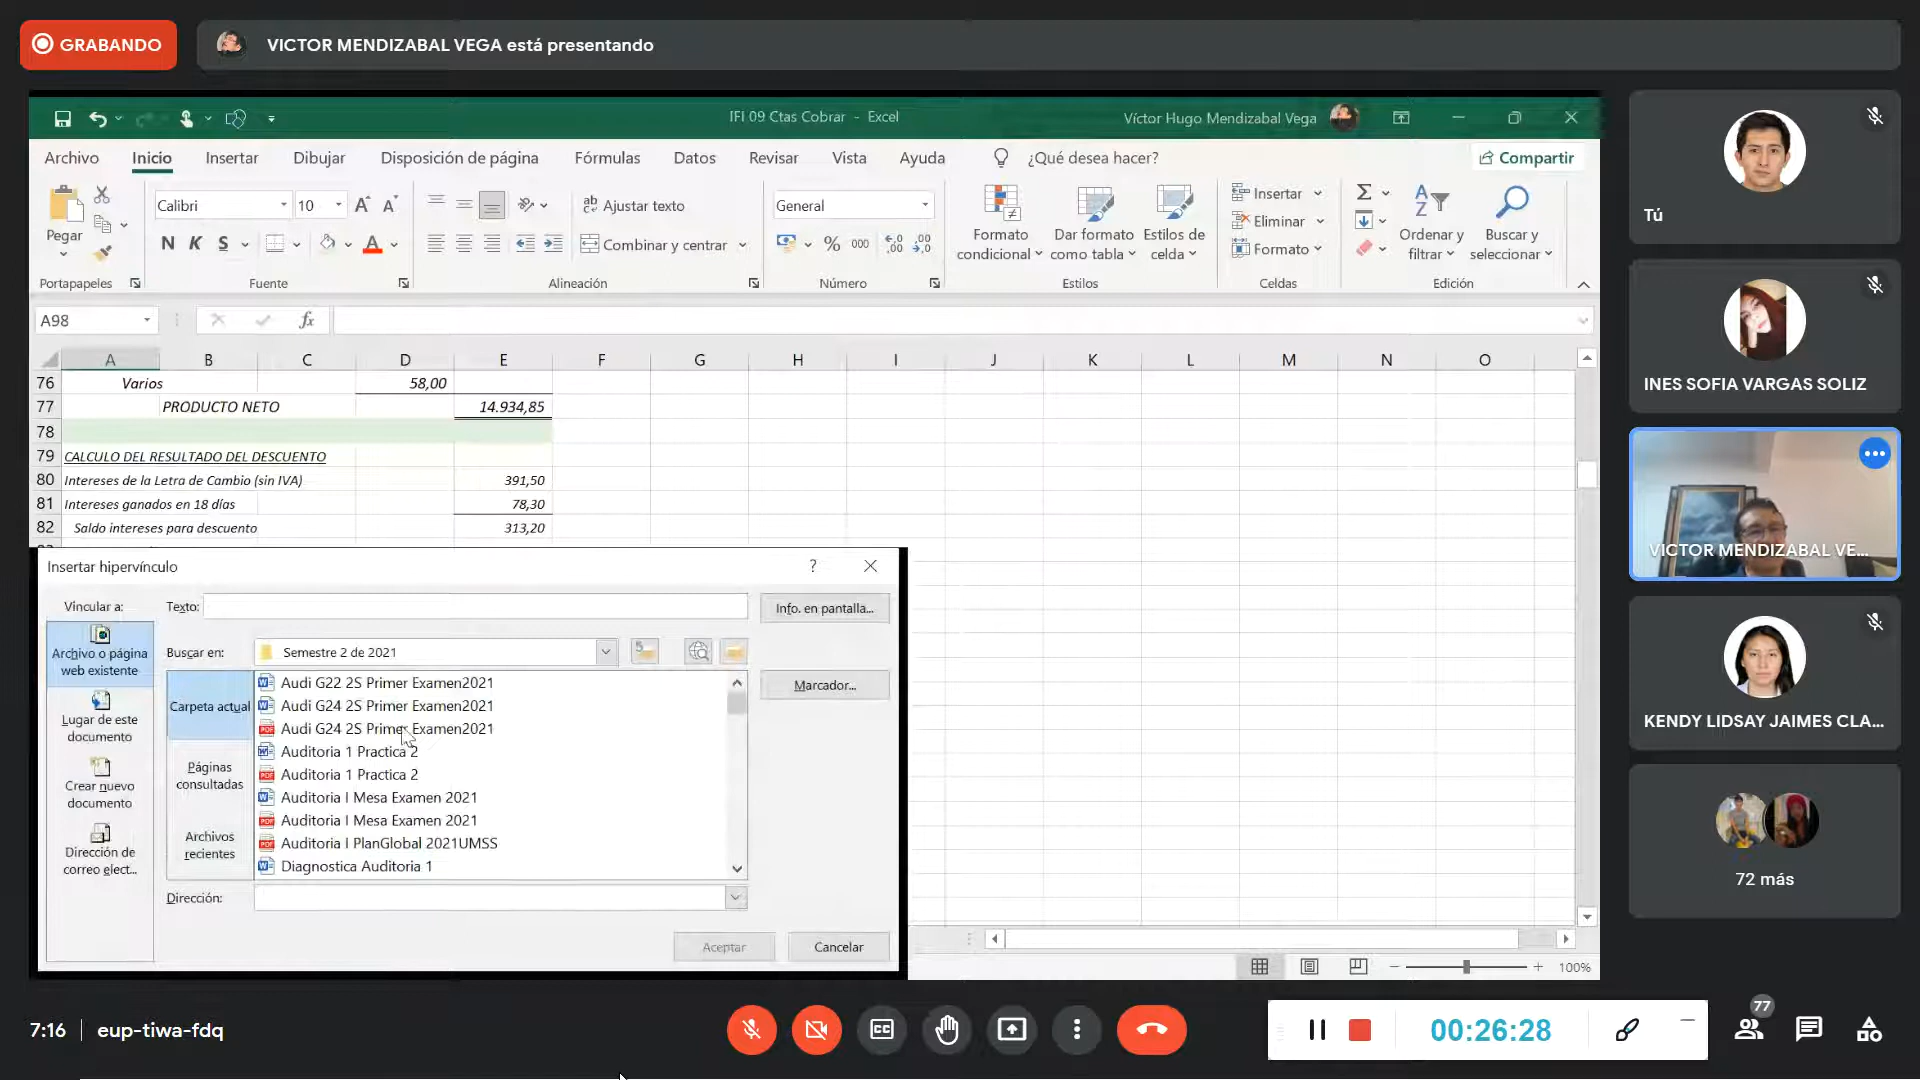 GRABANDO
VICTOR MENDIZABAL VEGA está presentando
IFI 09 Ctas Cobrar - Excel
Víctor Hugo Mendizabal Vega
Archivo Inicio Insertar Dibujar Disposición de página Fórmulas Datos Revisar Vista Ayuda ¿Qué desea hacer? Compartir
Pegar
Calibri 10
ab Ajustar texto
General
Insertar
Eliminar
Formato
N K S
Combinar y centrar
% 000
Formato condicional
Dar formato como tabla
Estilos de celda
Ordenar y filtrar
Buscar y seleccionar
Portapapeles Fuente Alineación Número Estilos Celdas Edición
A98 fx
A B C D E F G H I J K L M N O
76 Varios 58,00
77 PRODUCTO NETO 14.934,85
78
79 CALCULO DEL RESULTADO DEL DESCUENTO
80 Intereses de la Letra de Cambio (sin IVA) 391,50
81 Intereses ganados en 18 días 78,30
82 Saldo intereses para descuento 313,20
Insertar hipervínculo ?
Vincular a: Texto: Info. en pantalla...
Archivo o página web existente
Lugar de este documento
Crear nuevo documento
Dirección de correo elect...
Buscar en: Semestre 2 de 2021
Marcador...
Carpeta actual
Páginas consultadas
Archivos recientes
Audi G22 2S Primer Examen2021
Audi G24 2S Primer Examen2021
Audi G24 2S Primer Examen2021
Auditoria 1 Practica 2
Auditoria 1 Practica 2
Auditoria I Mesa Examen 2021
Auditoria I Mesa Examen 2021
Auditoria I PlanGlobal 2021UMSS
Diagnostica Auditoria 1
Dirección:
Aceptar Cancelar
100%
Tú
INES SOFIA VARGAS SOLIZ
VICTOR MENDIZABAL VE...
KENDY LIDSAY JAIMES CLA...
72 más
7:16 eup-tiwa-fdq
00:26:28
77